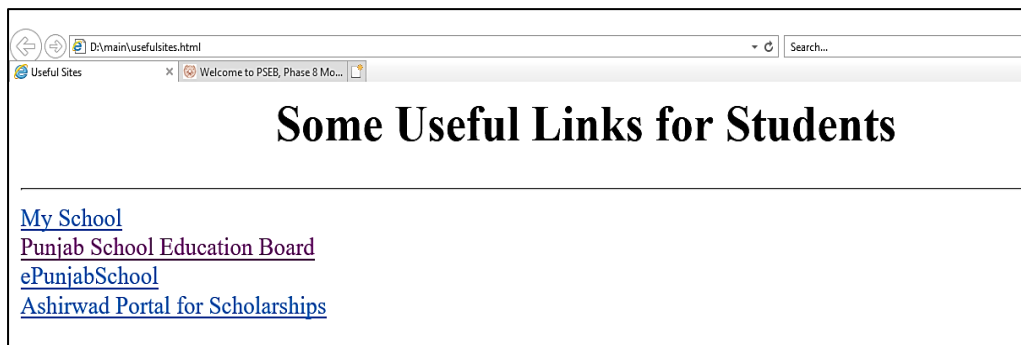 D:\main\usefulsites.html
Search...
Useful Sites
Welcome to PSEB, Phase 8 Mo...
Some Useful Links for Students
My School
Punjab School Education Board
ePunjabSchool
Ashirwad Portal for Scholarships